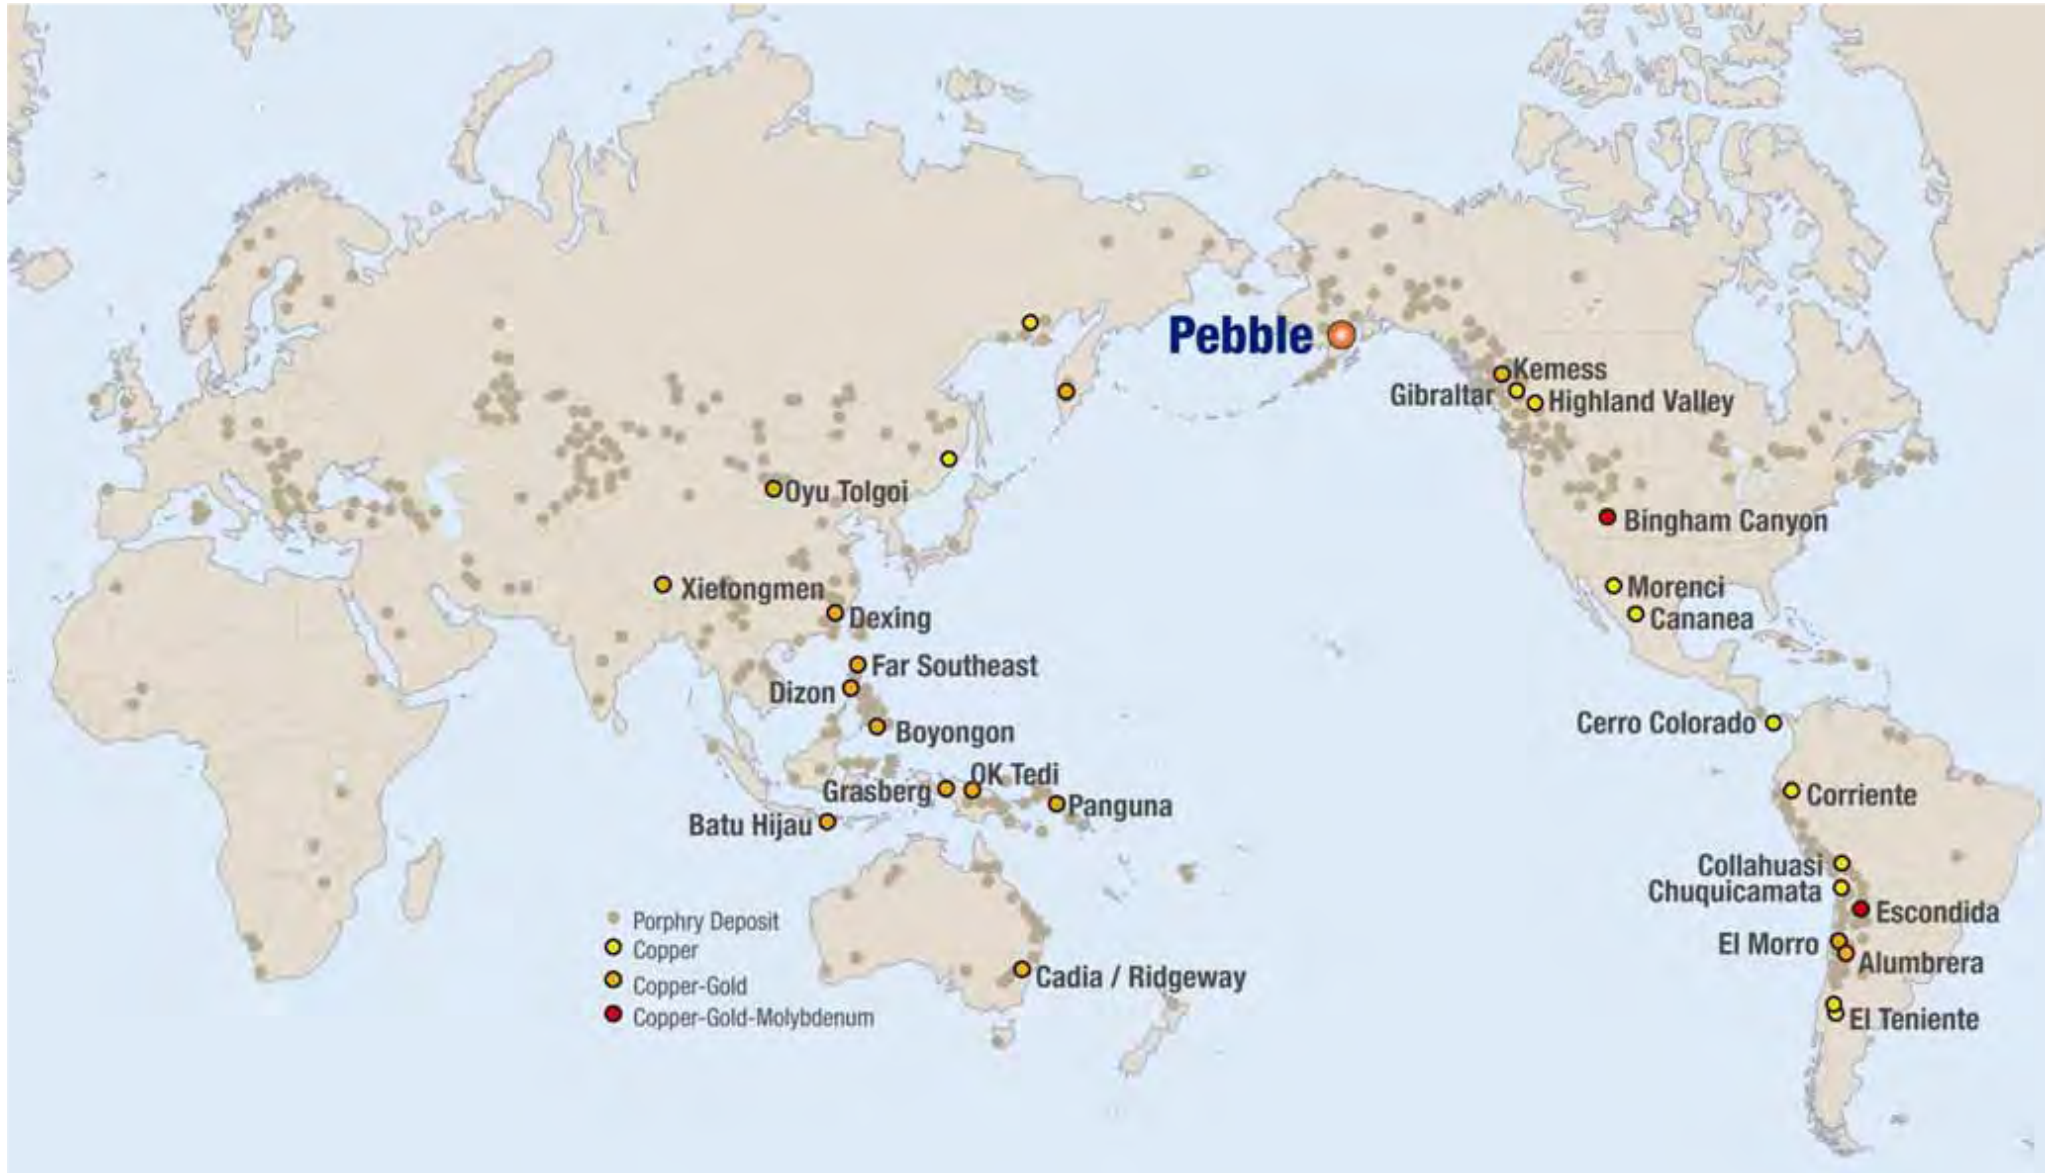 Pebble
Kemess
Gibraltar
Highland Valley
Oyu Tolgoi
Bingham Canyon
Xietongmen
Morenci
Dexing
Cananea
Far Southeast
Dizon
Cerro Colorado
Boyongon
OK Tedi
Grasberg
Corriente
Panguna
Batu Hijau
Collahuasi
Chuquicamata
Escondida
Porphry Deposit
El Morro
Copper
Alumbrera
Cadia / Ridgeway
Copper-Gold
Copper-Gold-Molybdenum
El Teniente